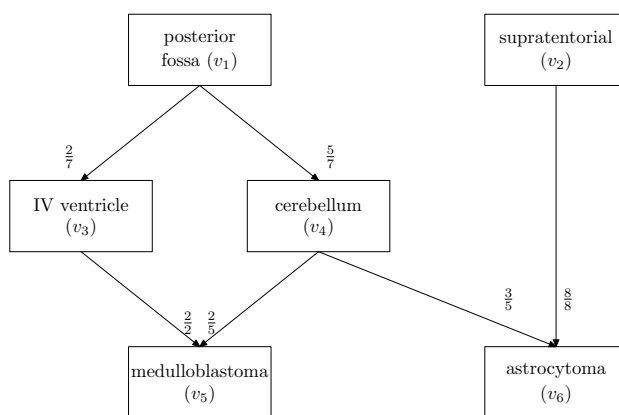 posterior
fossa (v₁)
supratentorial
(v₂)
2/7
5/7
IV ventricle
(v₃)
cerebellum
(v₄)
3/5
8/8
2/2
2/5
medulloblastoma
(v₅)
astrocytoma
(v₆)